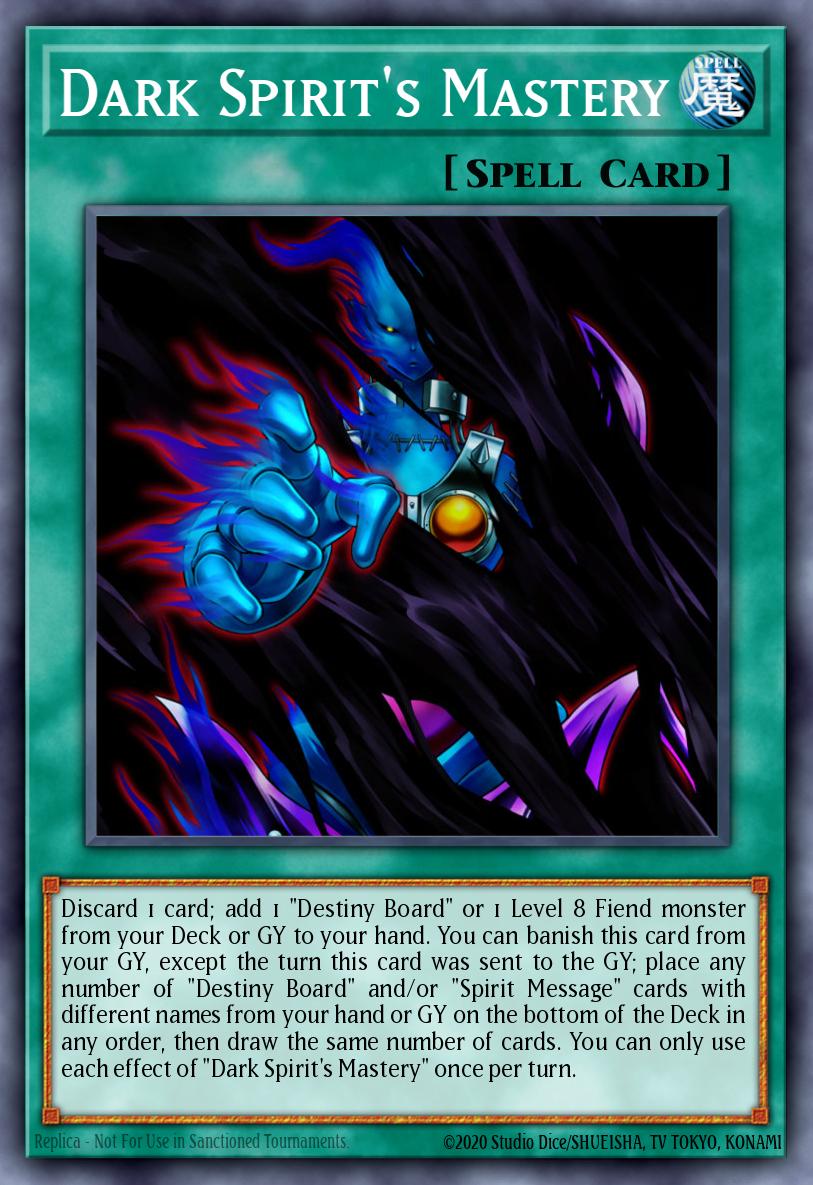 Dark Spirit's Mastery
SPELL
魔
[ Spell Card ]
Discard 1 card; add 1 "Destiny Board" or 1 Level 8 Fiend monster
from your Deck or GY to your hand. You can banish this card from
your GY, except the turn this card was sent to the GY; place any
number of "Destiny Board" and/or "Spirit Message" cards with
different names from your hand or GY on the bottom of the Deck in
any order, then draw the same number of cards. You can only use
each effect of "Dark Spirit's Mastery" once per turn.
Replica - Not For Use in Sanctioned Tournaments.
©2020 Studio Dice/SHUEISHA, TV TOKYO, KONAMI